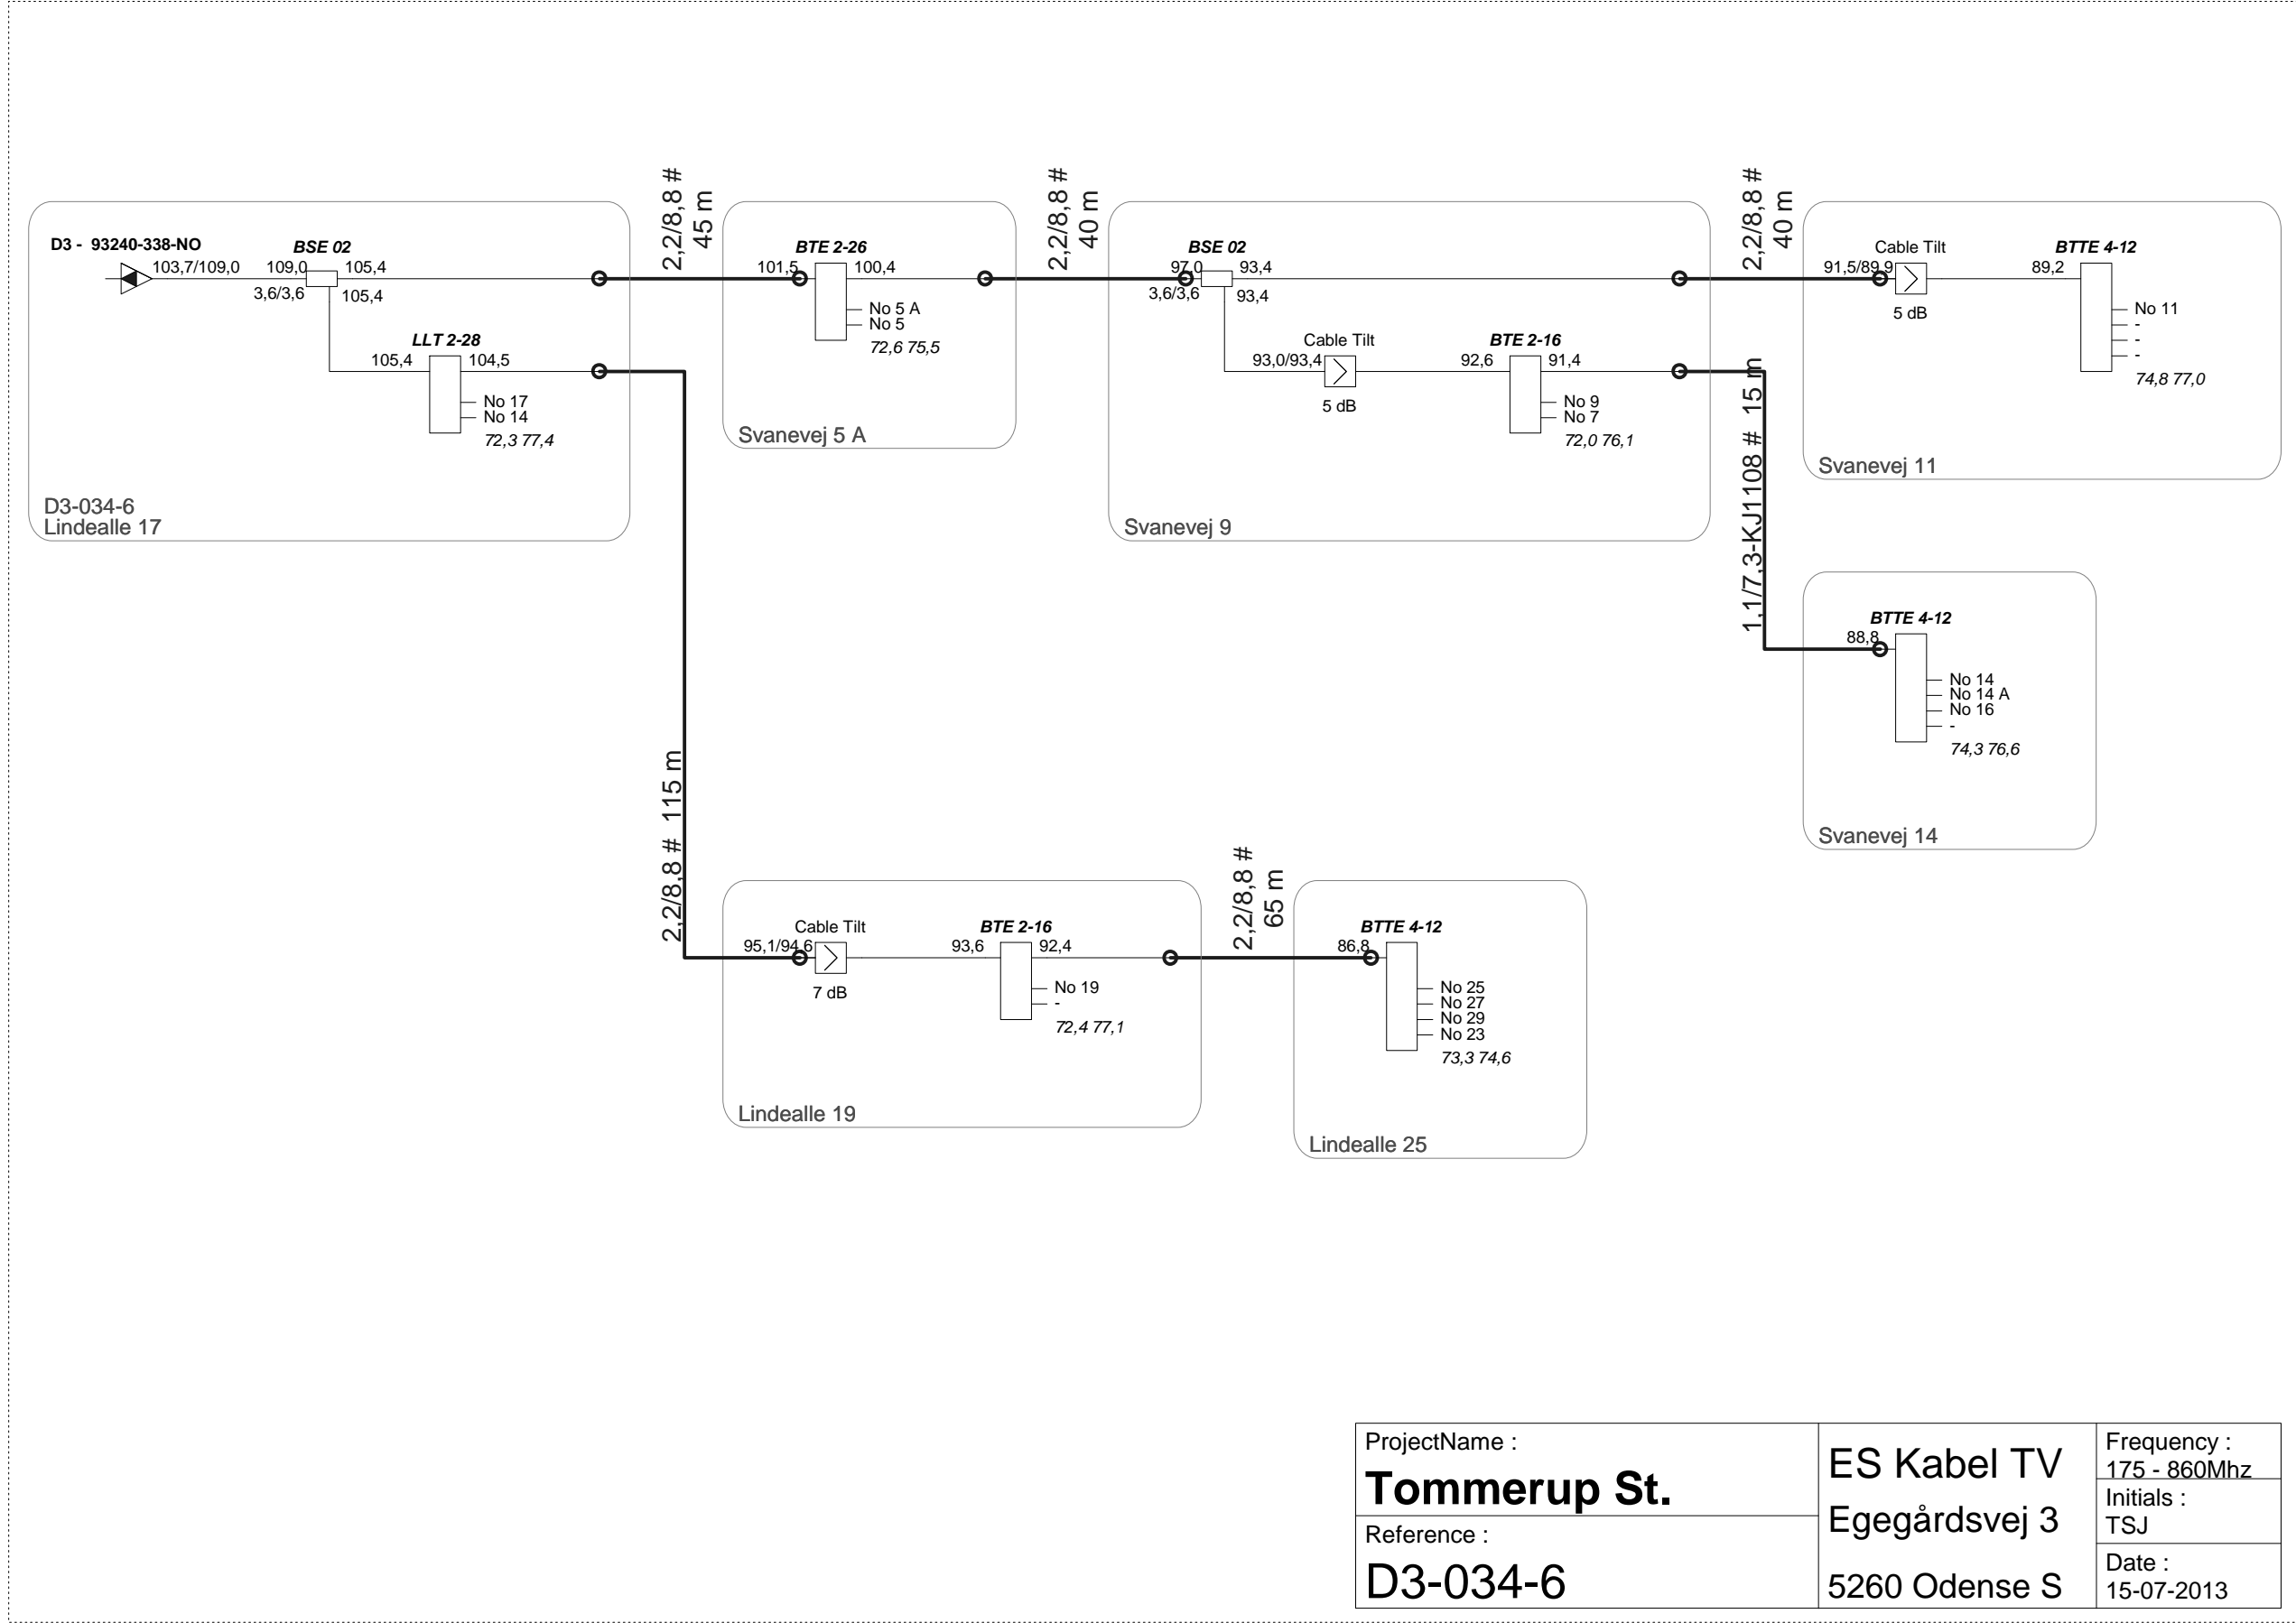 D3 - 93240-338-NO
103,7/109,0
BSE 02
109,0
105,4
3,6/3,6
105,4
LLT 2-28
105,4
104,5
No 17
No 14
72,3 77,4
D3-034-6
Lindealle 17
2,2/8,8 #
45 m
BTE 2-26
101,5
100,4
No 5 A
No 5
72,6 75,5
Svanevej 5 A
2,2/8,8 #
40 m
BSE 02
97,0
93,4
3,6/3,6
93,4
Cable Tilt
93,0/93,4
5 dB
BTE 2-16
92,6
91,4
No 9
No 7
72,0 76,1
Svanevej 9
2,2/8,8 #
40 m
Cable Tilt
91,5/89,9
5 dB
BTTE 4-12
89,2
No 11
-
-
-
74,8 77,0
Svanevej 11
1,1/7,3-KJ1108 # 15 m
BTTE 4-12
88,8
No 14
No 14 A
No 16
-
74,3 76,6
Svanevej 14
2,2/8,8 # 115 m
Cable Tilt
95,1/94,6
7 dB
BTE 2-16
93,6
92,4
No 19
-
72,4 77,1
Lindealle 19
2,2/8,8 #
65 m
BTTE 4-12
86,8
No 25
No 27
No 29
No 23
73,3 74,6
Lindealle 25
ProjectName :
Tommerup St.
Reference :
D3-034-6
ES Kabel TV
Egegårdsvej 3
5260 Odense S
Frequency :
175 - 860Mhz
Initials :
TSJ
Date :
15-07-2013